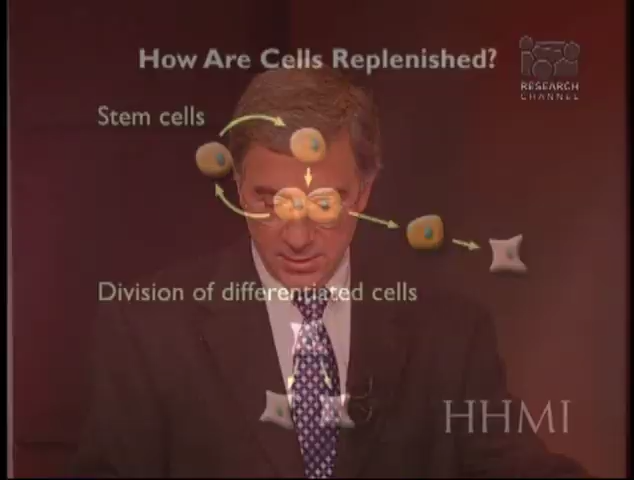 How Are Cells Replenished?
RESEARCH
CHANNEL
Stem cells
Division of differentiated cells
HHMI